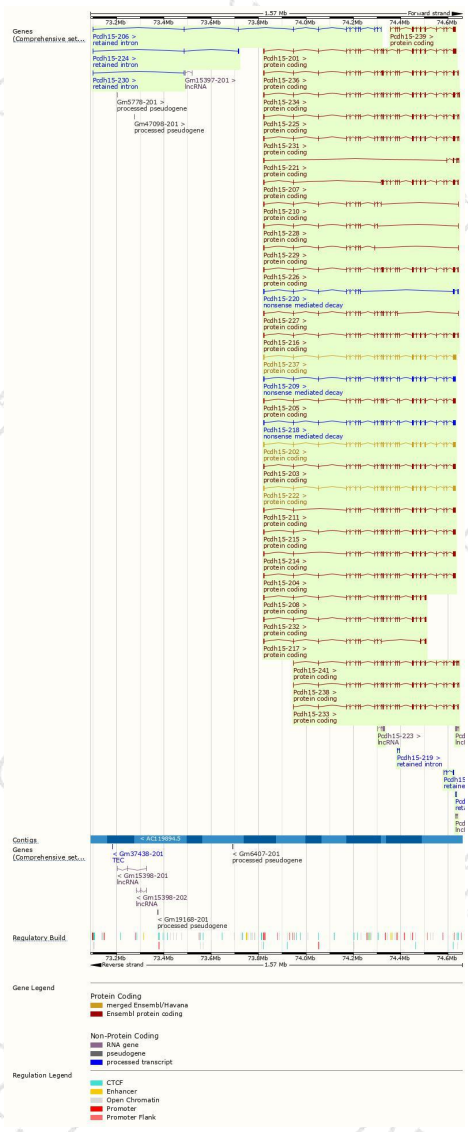 1.57 Mb Forward strand
73.2Mb 73.4Mb 73.6Mb 73.8Mb 74.0Mb 74.2Mb 74.4Mb 74.6Mb
Genes
(Comprehensive set...
Pcdh15-206 >
retained intron
Pcdh15-239 >
protein coding
Pcdh15-224 >
retained intron
Pcdh15-201 >
protein coding
Pcdh15-230 >
retained intron
Gm15397-201 >
lncRNA
Pcdh15-236 >
protein coding
Gm5778-201 >
processed pseudogene
Pcdh15-234 >
protein coding
Gm47098-201 >
processed pseudogene
Pcdh15-225 >
protein coding
Pcdh15-231 >
protein coding
Pcdh15-221 >
protein coding
Pcdh15-207 >
protein coding
Pcdh15-210 >
protein coding
Pcdh15-228 >
protein coding
Pcdh15-229 >
protein coding
Pcdh15-226 >
protein coding
Pcdh15-220 >
nonsense mediated decay
Pcdh15-227 >
protein coding
Pcdh15-216 >
protein coding
Pcdh15-237 >
protein coding
Pcdh15-209 >
nonsense mediated decay
Pcdh15-205 >
protein coding
Pcdh15-218 >
nonsense mediated decay
Pcdh15-202 >
protein coding
Pcdh15-203 >
protein coding
Pcdh15-222 >
protein coding
Pcdh15-211 >
protein coding
Pcdh15-215 >
protein coding
Pcdh15-214 >
protein coding
Pcdh15-204 >
protein coding
Pcdh15-208 >
protein coding
Pcdh15-232 >
protein coding
Pcdh15-217 >
protein coding
Pcdh15-241 >
protein coding
Pcdh15-238 >
protein coding
Pcdh15-233 >
protein coding
Pcdh15-223 >
lncRNA
Pcd
lncl
Pcdh15-219 >
retained intron
Pcdh15
retaine
Pcd
reta
Pcd
lncl
Contigs
< AC119894.5
Genes
(Comprehensive set...
< Gm37438-201
TEC
< Gm6407-201
processed pseudogene
< Gm15398-201
lncRNA
< Gm15398-202
lncRNA
< Gm19168-201
processed pseudogene
Regulatory Build
73.2Mb 73.4Mb 73.6Mb 73.8Mb 74.0Mb 74.2Mb 74.4Mb 74.6Mb
Reverse strand 1.57 Mb
Gene Legend
Protein Coding
merged Ensembl/Havana
Ensembl protein coding
Non-Protein Coding
RNA gene
pseudogene
processed transcript
Regulation Legend
CTCF
Enhancer
Open Chromatin
Promoter
Promoter Flank